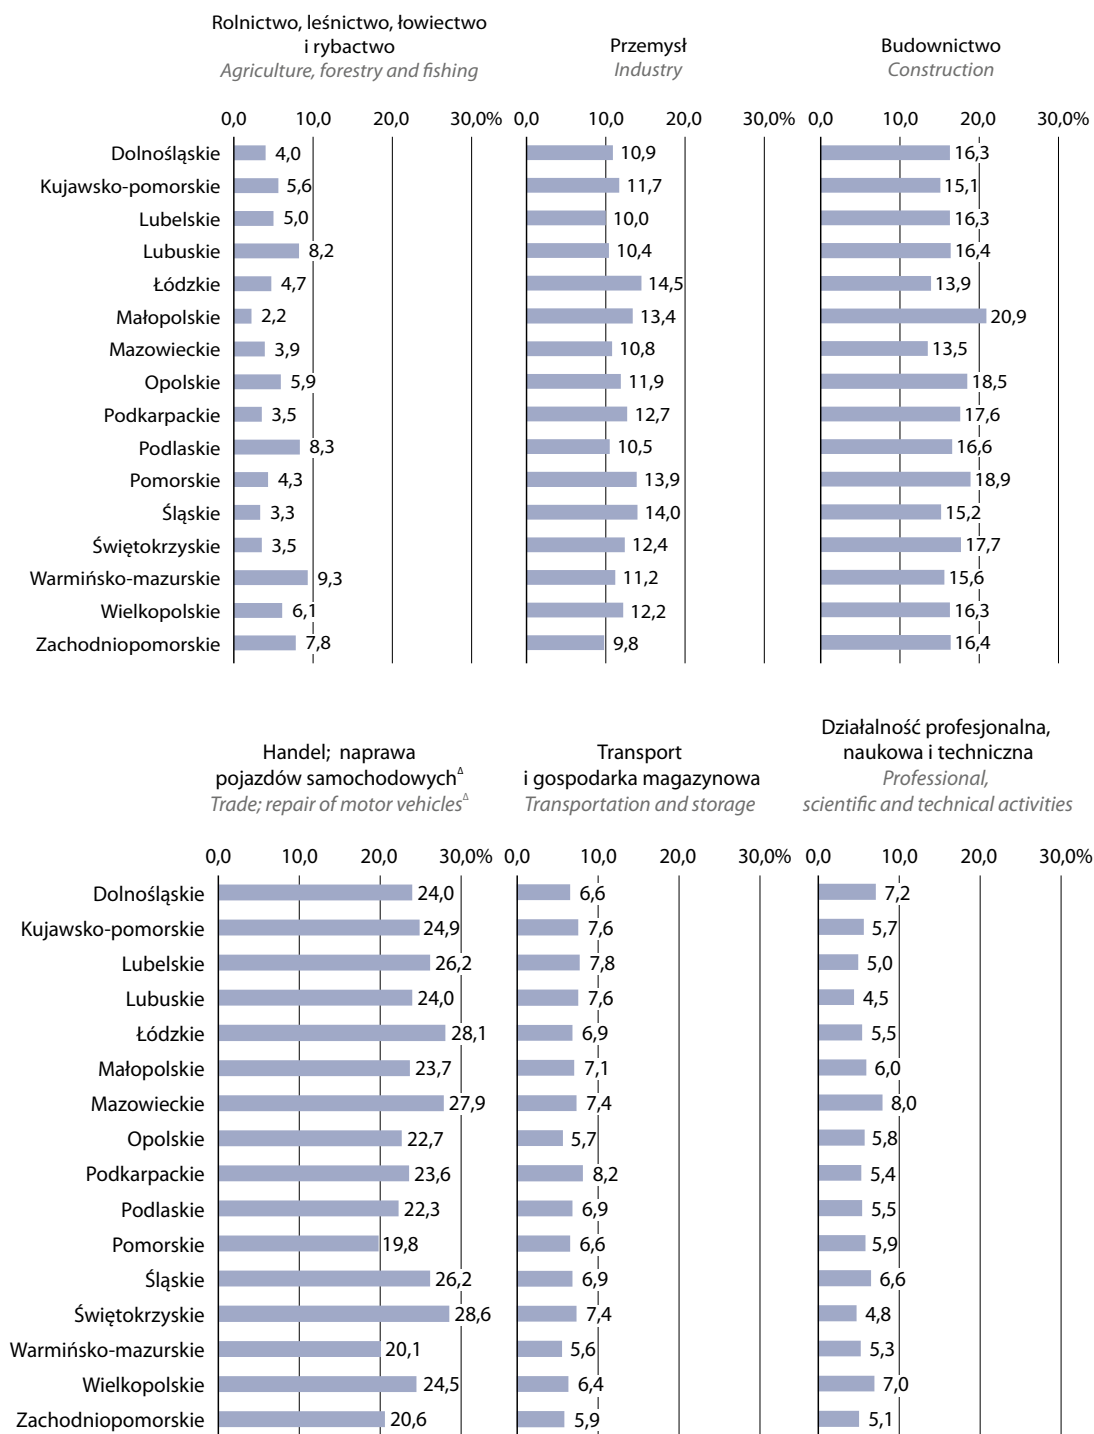 Rolnictwo, leśnictwo, łowiectwo
i rybactwo
Agriculture, forestry and fishing
Przemysł
Industry
Budownictwo
Construction
0,0 10,0 20,0 30,0% 0,0 10,0 20,0 30,0% 0,0 10,0 20,0 30,0%
Dolnośląskie 4,0 10,9 16,3
Kujawsko-pomorskie 5,6 11,7 15,1
Lubelskie 5,0 10,0 16,3
Lubuskie 8,2 10,4 16,4
Łódzkie 4,7 14,5 13,9
Małopolskie 2,2 13,4 20,9
Mazowieckie 3,9 10,8 13,5
Opolskie 5,9 11,9 18,5
Podkarpackie 3,5 12,7 17,6
Podlaskie 8,3 10,5 16,6
Pomorskie 4,3 13,9 18,9
Śląskie 3,3 14,0 15,2
Świętokrzyskie 3,5 12,4 17,7
Warmińsko-mazurskie 9,3 11,2 15,6
Wielkopolskie 6,1 12,2 16,3
Zachodniopomorskie 7,8 9,8 16,4
Handel; naprawa
pojazdów samochodowych∆
Trade; repair of motor vehicles∆
Transport
i gospodarka magazynowa
Transportation and storage
Działalność profesjonalna,
naukowa i techniczna
Professional,
scientific and technical activities
0,0 10,0 20,0 30,0% 0,0 10,0 20,0 30,0% 0,0 10,0 20,0 30,0%
Dolnośląskie 24,0 6,6 7,2
Kujawsko-pomorskie 24,9 7,6 5,7
Lubelskie 26,2 7,8 5,0
Lubuskie 24,0 7,6 4,5
Łódzkie 28,1 6,9 5,5
Małopolskie 23,7 7,1 6,0
Mazowieckie 27,9 7,4 8,0
Opolskie 22,7 5,7 5,8
Podkarpackie 23,6 8,2 5,4
Podlaskie 22,3 6,9 5,5
Pomorskie 19,8 6,6 5,9
Śląskie 26,2 6,9 6,6
Świętokrzyskie 28,6 7,4 4,8
Warmińsko-mazurskie 20,1 5,6 5,3
Wielkopolskie 24,5 6,4 7,0
Zachodniopomorskie 20,6 5,9 5,1